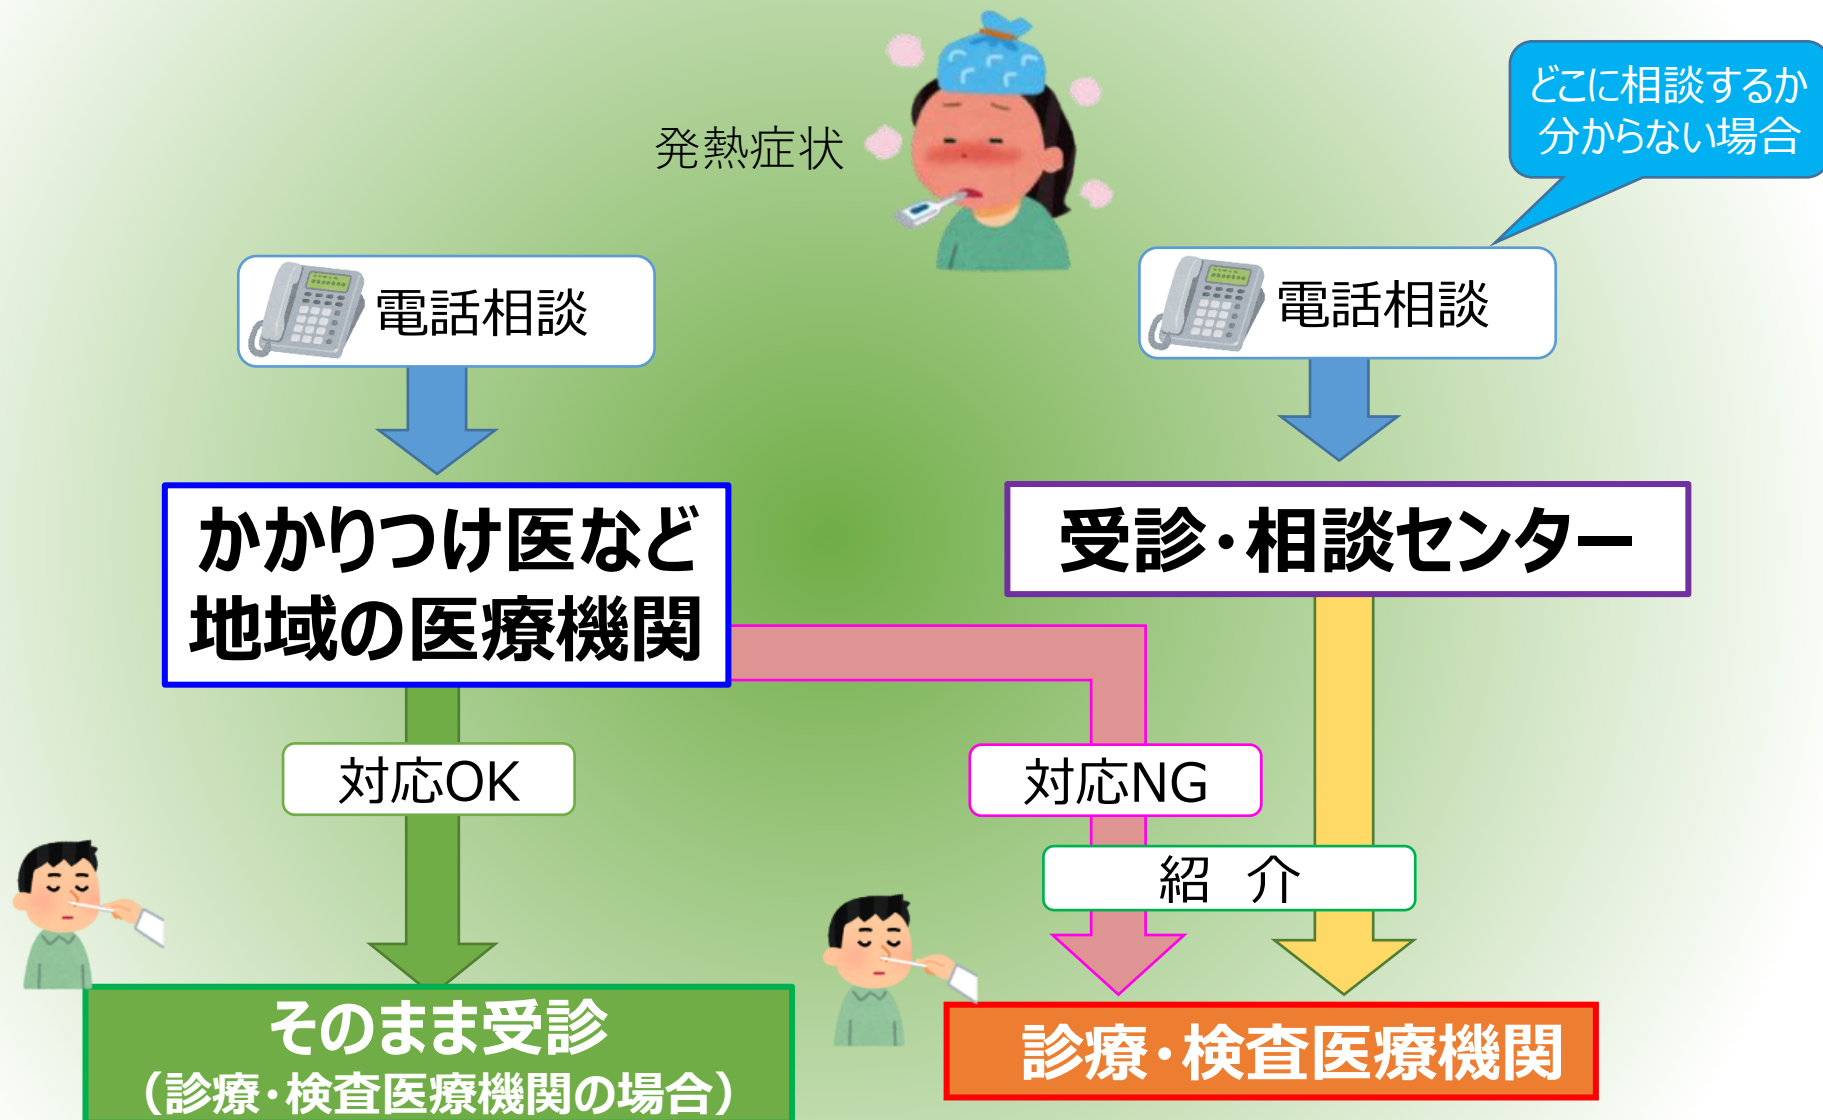 発熱症状
どこに相談するか
分からない場合
電話相談
電話相談
かかりつけ医など
地域の医療機関
受診・相談センター
対応OK
対応NG
紹　介
そのまま受診
（診療・検査医療機関の場合）
診療・検査医療機関